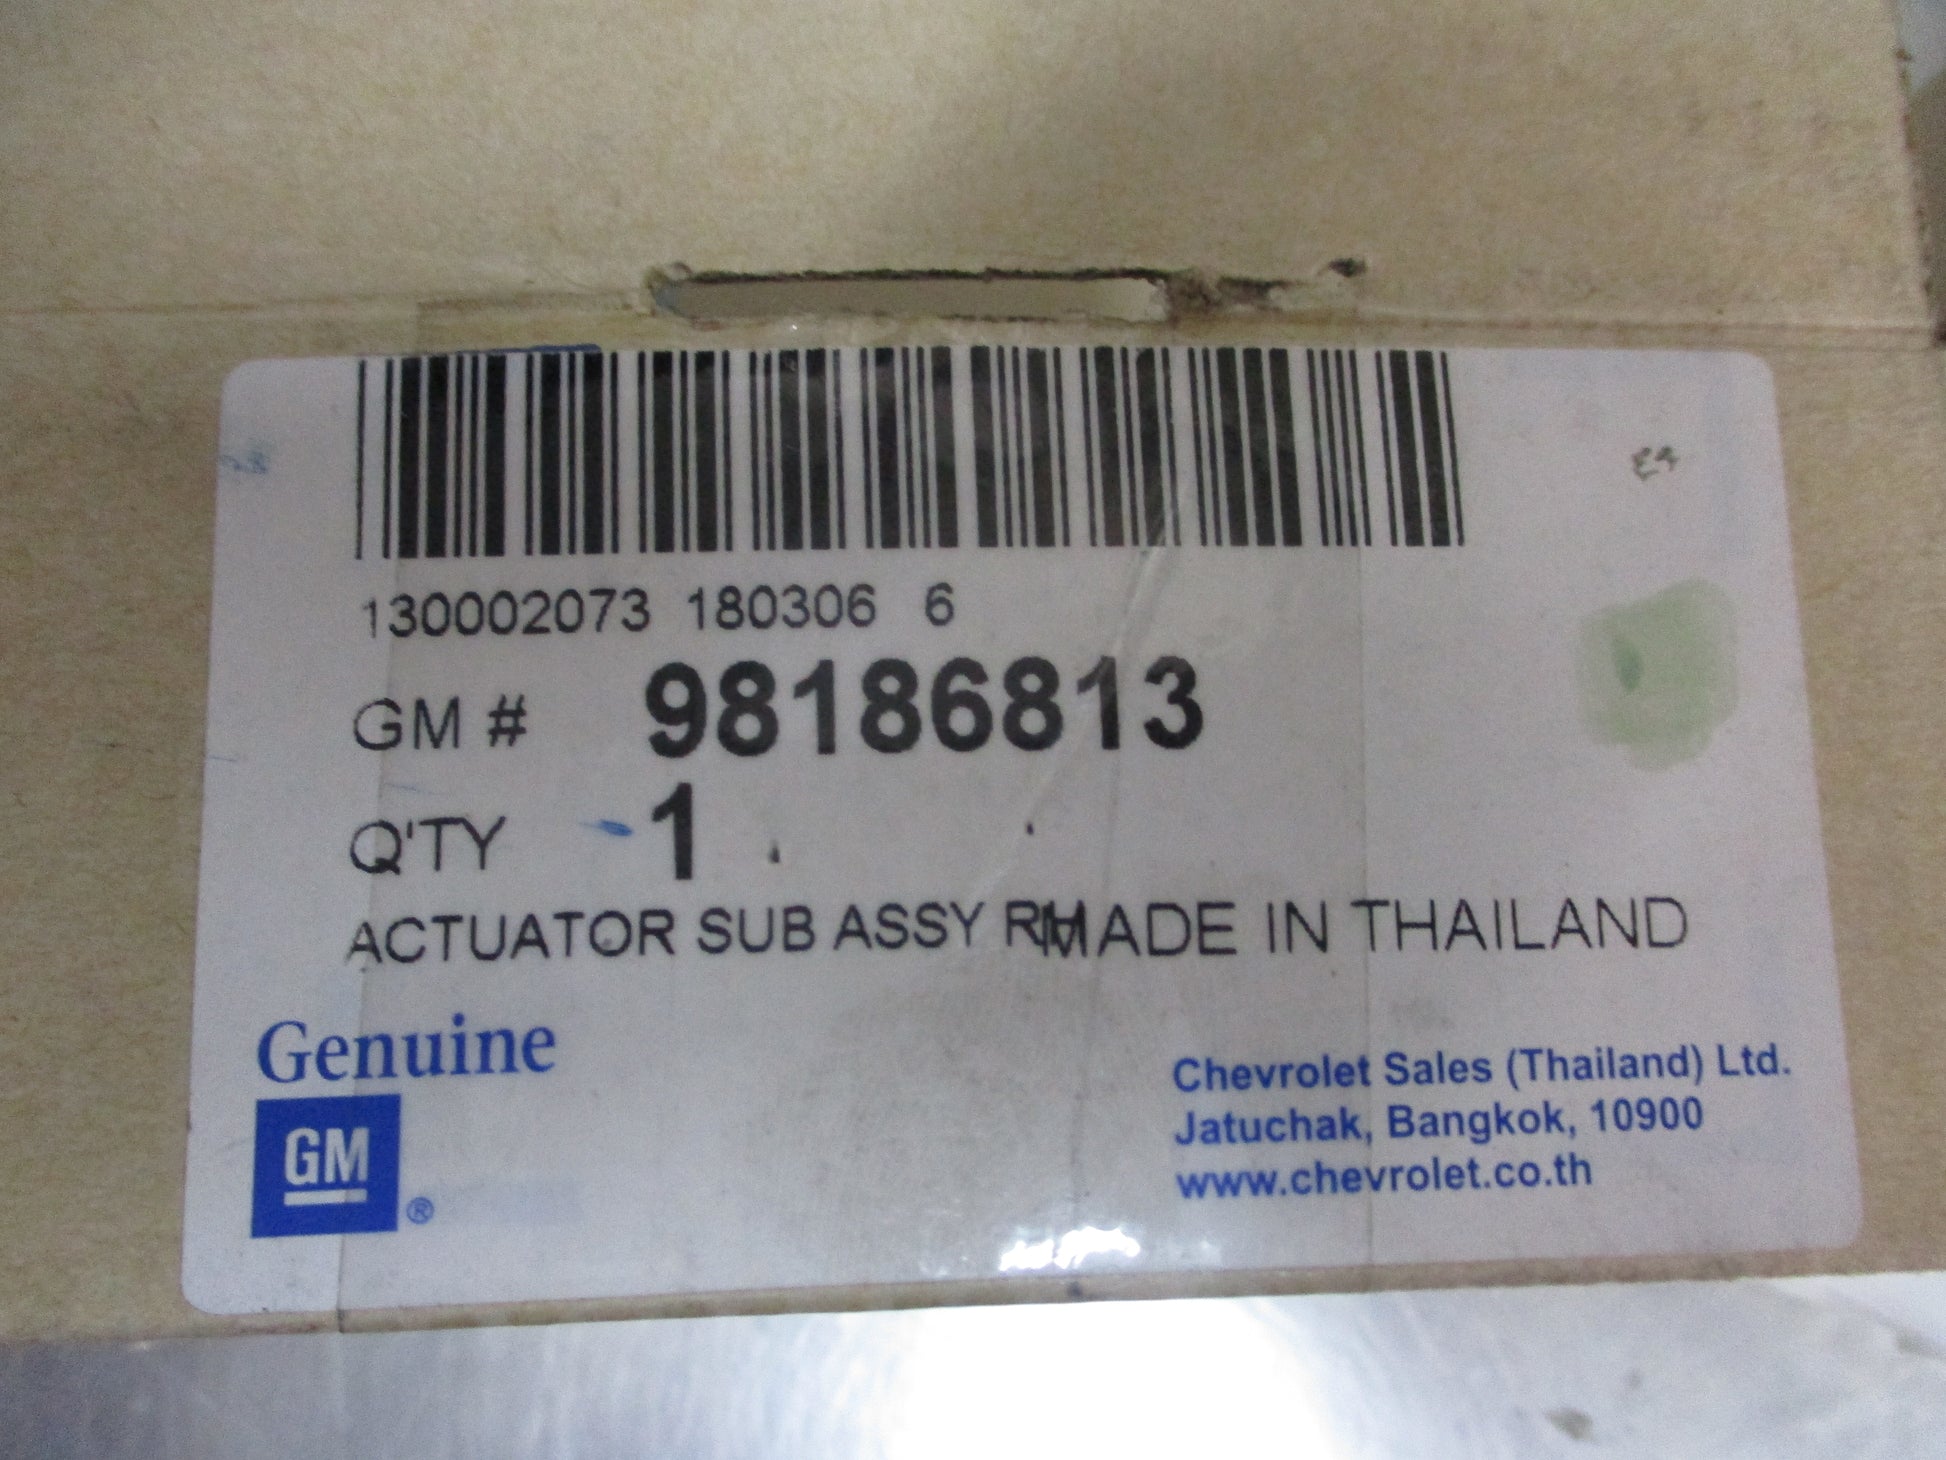 130002073 180306 6
GM # 98186813
Q'TY 1
ACTUATOR SUB ASSY RH MADE IN THAILAND
Genuine
GM
®
Chevrolet Sales (Thailand) Ltd.
Jatuchak, Bangkok, 10900
www.chevrolet.co.th